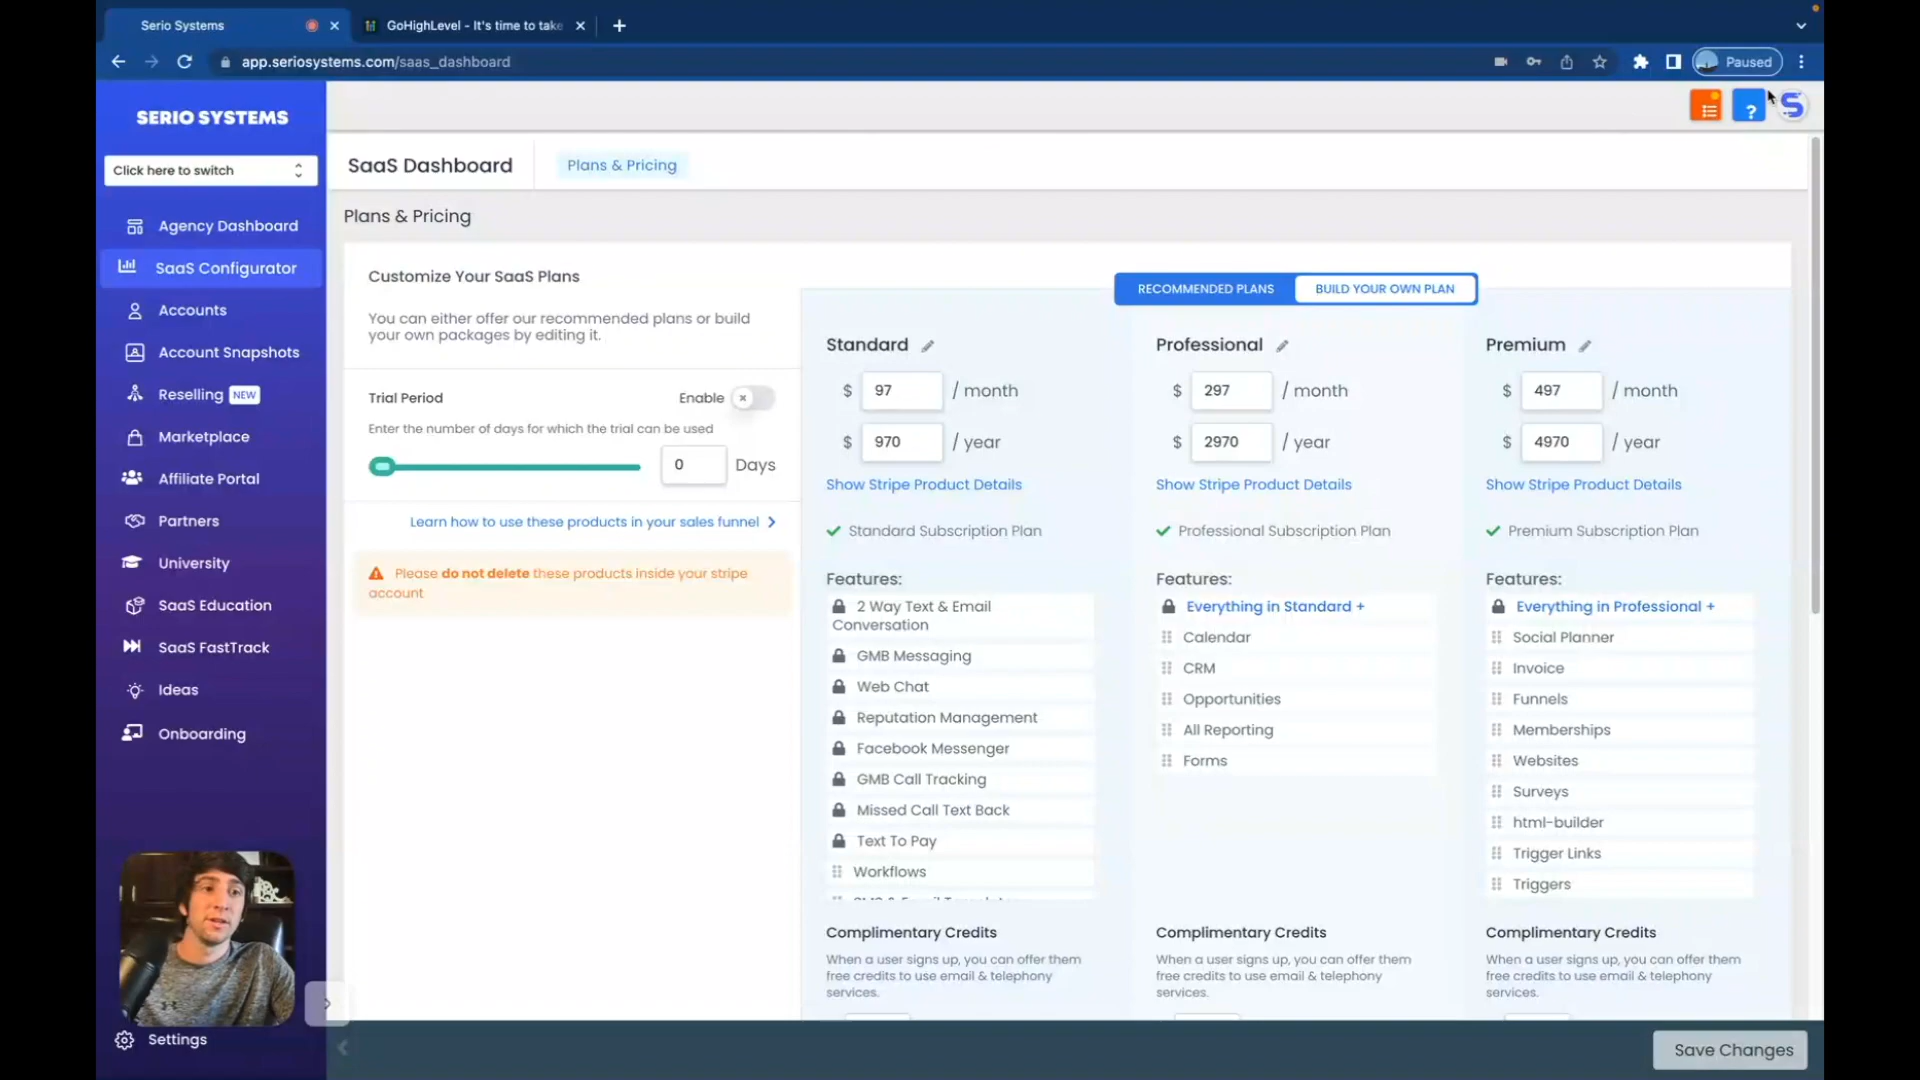 Serio Systems
GoHighLevel - It's time to take
app.seriosystems.com/saas_dashboard
Paused
SERIO SYSTEMS
?
S
Click here to switch
Agency Dashboard
SaaS Configurator
Accounts
Account Snapshots
Reselling NEW
Marketplace
Affiliate Portal
Partners
University
SaaS Education
SaaS FastTrack
Ideas
Onboarding
Settings
SaaS Dashboard
Plans & Pricing
Plans & Pricing
Customize Your SaaS Plans
You can either offer our recommended plans or build
your own packages by editing it.
Trial Period
Enable
Enter the number of days for which the trial can be used
0 Days
Learn how to use these products in your sales funnel
Please do not delete these products inside your stripe
account
RECOMMENDED PLANS
BUILD YOUR OWN PLAN
Standard
$ 97 / month
$ 970 / year
Show Stripe Product Details
Standard Subscription Plan
Features:
2 Way Text & Email
Conversation
GMB Messaging
Web Chat
Reputation Management
Facebook Messenger
GMB Call Tracking
Missed Call Text Back
Text To Pay
Workflows
Complimentary Credits
When a user signs up, you can offer them
free credits to use email & telephony
services.
Professional
$ 297 / month
$ 2970 / year
Show Stripe Product Details
Professional Subscription Plan
Features:
Everything in Standard +
Calendar
CRM
Opportunities
All Reporting
Forms
Complimentary Credits
When a user signs up, you can offer them
free credits to use email & telephony
services.
Premium
$ 497 / month
$ 4970 / year
Show Stripe Product Details
Premium Subscription Plan
Features:
Everything in Professional +
Social Planner
Invoice
Funnels
Memberships
Websites
Surveys
html-builder
Trigger Links
Triggers
Complimentary Credits
When a user signs up, you can offer them
free credits to use email & telephony
services.
Save Changes